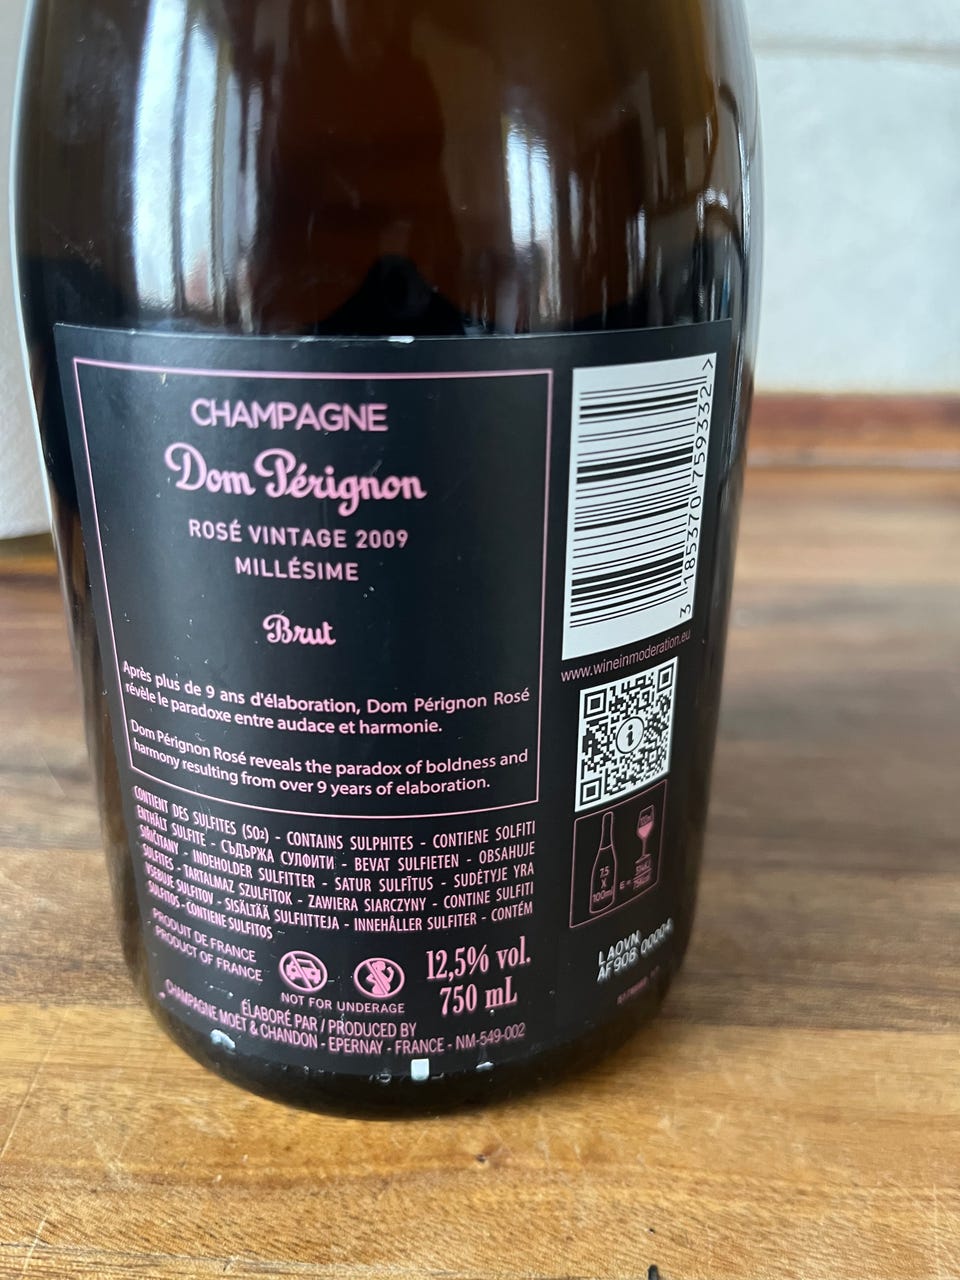 CHAMPAGNE
Dom Pérignon
ROSÉ VINTAGE 2009
MILLÉSIME
Brut
Après plus de 9 ans d'élaboration, Dom Pérignon Rosé
révèle le paradoxe entre audace et harmonie.
Dom Pérignon Rosé reveals the paradox of boldness and
harmony resulting from over 9 years of elaboration.
CONTIENT DES SULFITES (SO₂) - CONTAINS SULPHITES - CONTIENE SOLFITI
ENTHÄLT SULFITE - СЪДЪРЖА СУЛФИТИ - BEVAT SULFIETEN - OBSAHUJE
SIŘIČITANY - INDEHOLDER SULFITTER - SATUR SULFĪTUS - SUDĖTYJE YRA
SULFITES - TARTALMAZ SZULFITOK - ZAWIERA SIARCZYNY - CONTINE SULFITI
VSEBUJE SULFITOV - SISÄLTÄÄ SULFIITTEJA - INNEHÅLLER SULFITER - CONTÉM
SULFITOS - CONTIENE SULFITOS
PRODUIT DE FRANCE
PRODUCT OF FRANCE
NOT FOR UNDERAGE
12,5% vol.
750 mL
ÉLABORÉ PAR / PRODUCED BY
CHAMPAGNE MOËT & CHANDON - EPERNAY - FRANCE - NM-549-002
3 185370 759332 >
www.wineinmoderation.eu
7,5
X
100ml
LAOVN
AF908 00004